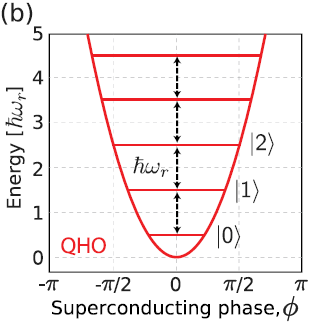 (b)
Energy [ℏω_r]
5
4
3
2
1
0
|2⟩
ℏω_r
|1⟩
|0⟩
QHO
-π -π/2 0 π/2 π
Superconducting phase, ϕ